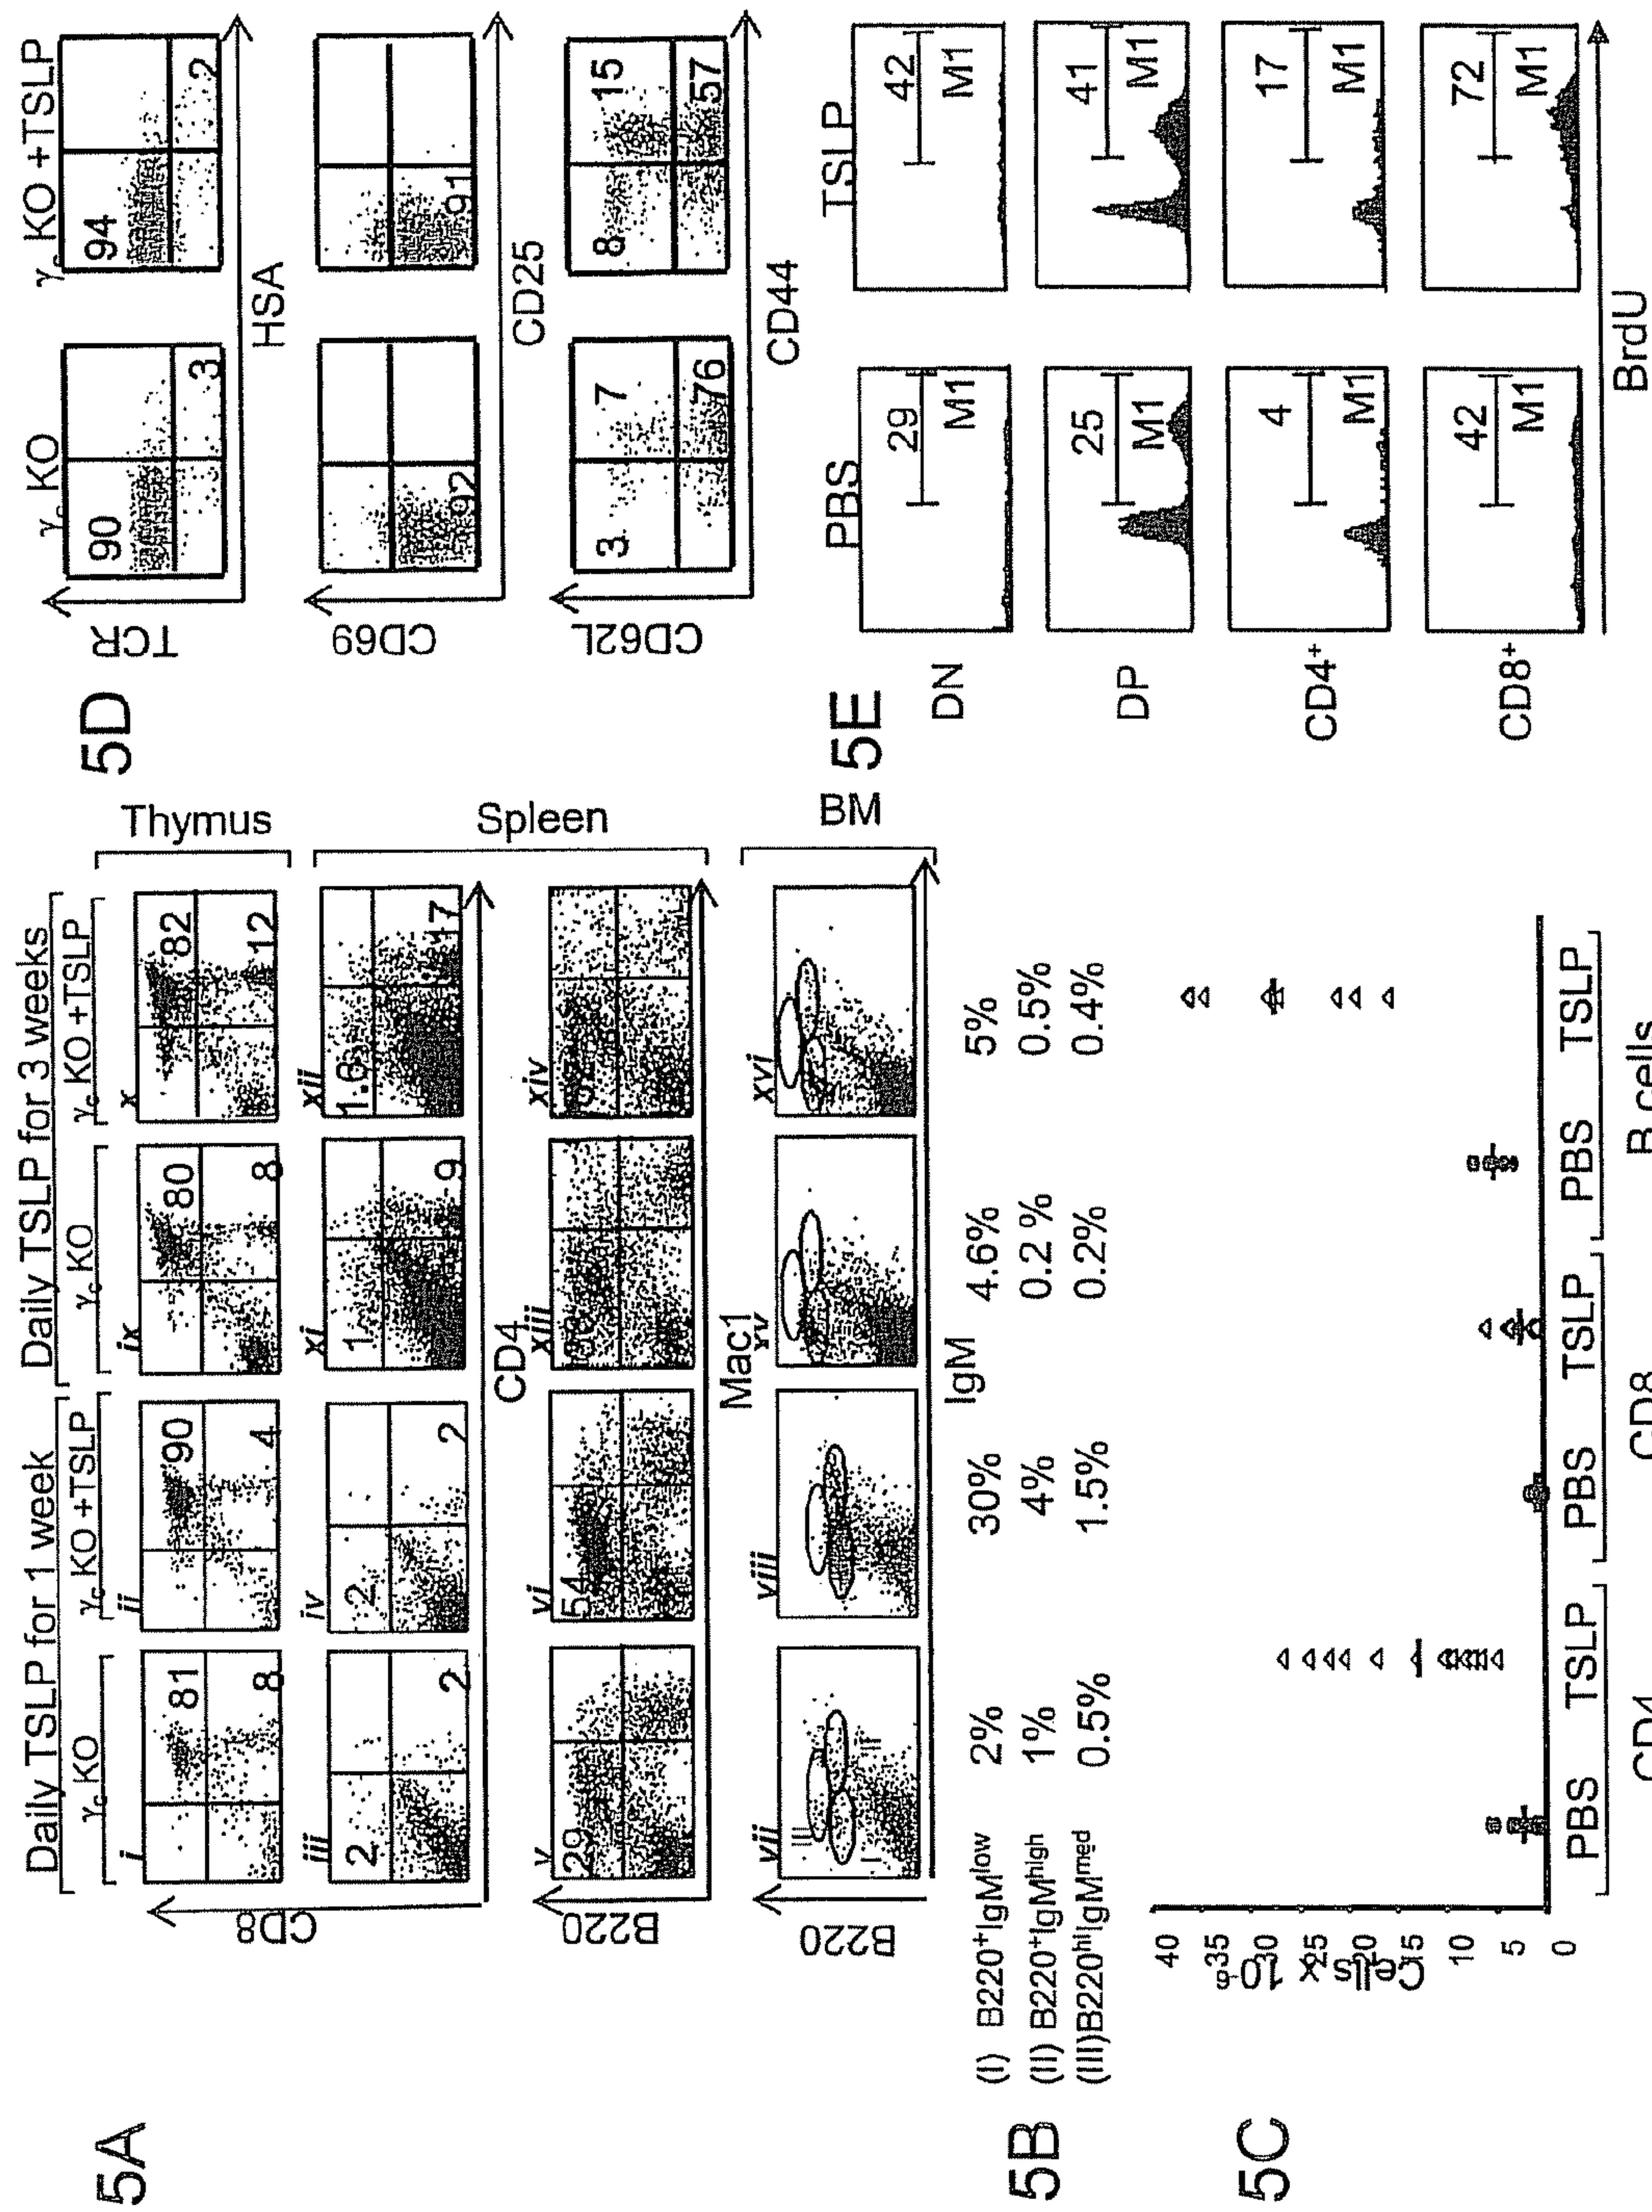 5A
Daily TSLP for 1 week
Daily TSLP for 3 weeks
γc KO
γc KO +TSLP
γc KO
γc KO +TSLP
i
81
8
ii
90
4
ix
80
8
x
82
12
Thymus
CD8
iii
2
2
iv
2
2
xi
1
9
xii
1.8
17
Spleen
CD4
v
29
vi
54
xiii
xiv
B220
Mac1
vii
I
II
III
viii
xv
xvi
BM
B220
IgM
5B
(I) B220+IgMlow 2% 30% 4.6% 5%
(II) B220+IgMhigh 1% 4% 0.2 % 0.5%
(III)B220hiIgMmed 0.5% 1.5% 0.2% 0.4%
5C
Cells x 10-6
40
35
30
25
20
15
10
5
0
PBS TSLP PBS TSLP PBS TSLP
CD4 CD8 B cells
5D
γc KO
γc KO +TSLP
TCR
90
3
94
2
HSA
CD69
92
91
CD25
CD62L
3
7
76
8
15
57
CD44
5E
PBS
TSLP
DN
29
M1
42
M1
DP
25
M1
41
M1
CD4+
4
M1
17
M1
CD8+
42
M1
72
M1
BrdU